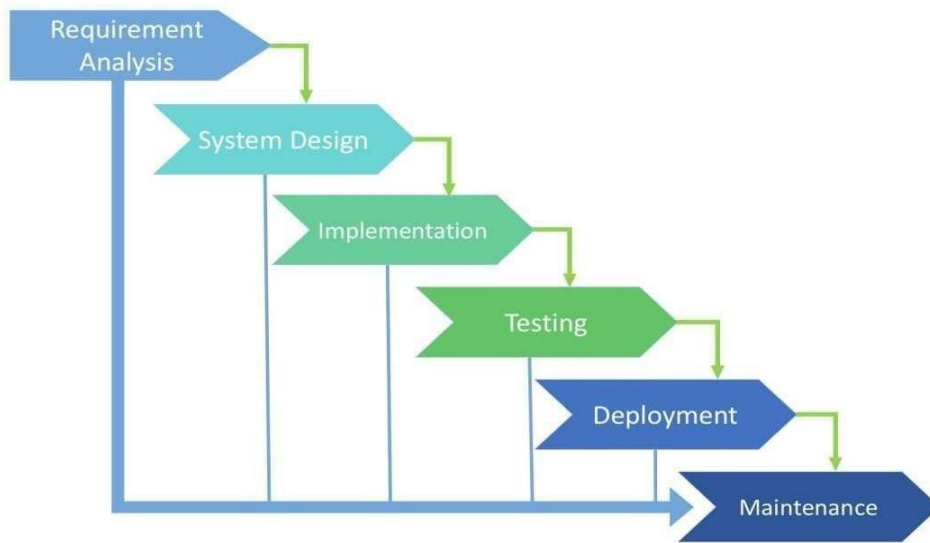 Requirement
Analysis
System Design
Implementation
Testing
Deployment
Maintenance